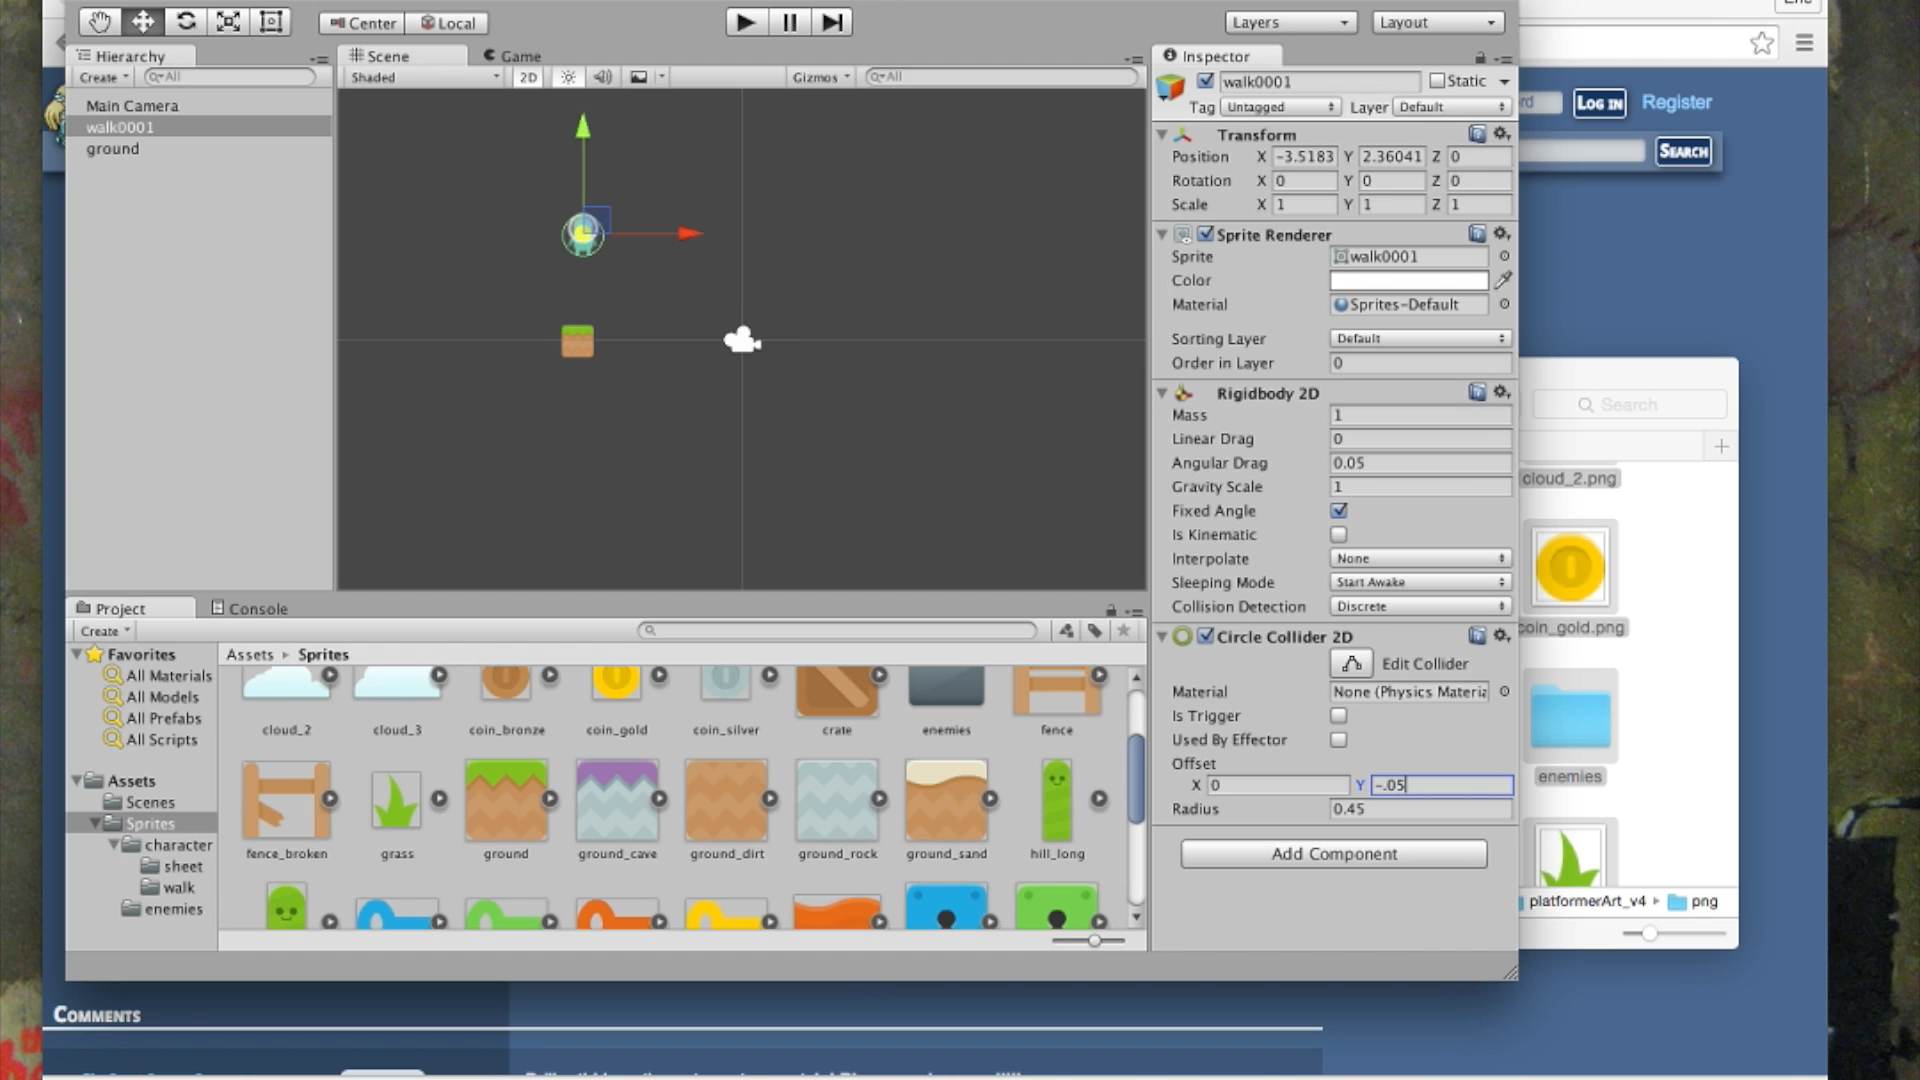 Center Local
Layers Layout
Hierarchy
Scene Game
Inspector
Create All
Shaded 2D Gizmos All
walk0001 Static
Tag Untagged Layer Default
rd LOG IN Register
Main Camera
walk0001
ground
Transform
Position X -3.5183 Y 2.36041 Z 0
Rotation X 0 Y 0 Z 0
Scale X 1 Y 1 Z 1
SEARCH
Sprite Renderer
Sprite walk0001
Color
Material Sprites-Default
Sorting Layer Default
Order in Layer 0
Rigidbody 2D
Mass 1
Linear Drag 0
Angular Drag 0.05
Gravity Scale 1
Fixed Angle
Is Kinematic
Interpolate None
Sleeping Mode Start Awake
Collision Detection Discrete
Circle Collider 2D
Edit Collider
Material None (Physics Materia
Is Trigger
Used By Effector
Offset
X 0 Y -.05
Radius 0.45
Add Component
Search
cloud_2.png
coin_gold.png
enemies
platformerArt_v4 png
Project Console
Create
Favorites
All Materials
All Models
All Prefabs
All Scripts
Assets
Scenes
Sprites
character
sheet
walk
enemies
Assets Sprites
cloud_2 cloud_3 coin_bronze coin_gold coin_silver crate enemies fence
fence_broken grass ground ground_cave ground_dirt ground_rock ground_sand hill_long
COMMENTS